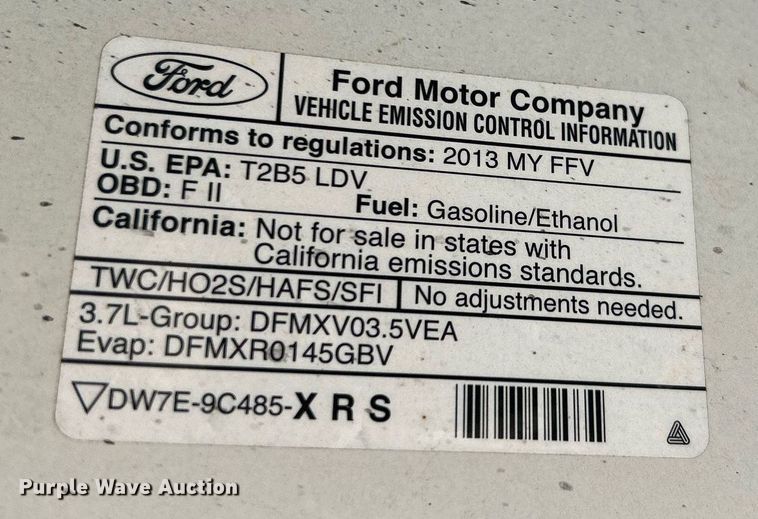 Ford
Ford Motor Company
VEHICLE EMISSION CONTROL INFORMATION
Conforms to regulations: 2013 MY FFV
U.S. EPA: T2B5 LDV
OBD: F II Fuel: Gasoline/Ethanol
California: Not for sale in states with
California emissions standards.
TWC/HO2S/HAFS/SFI No adjustments needed.
3.7L-Group: DFMXV03.5VEA
Evap: DFMXR0145GBV
DW7E-9C485-X R S
Purple Wave Auction